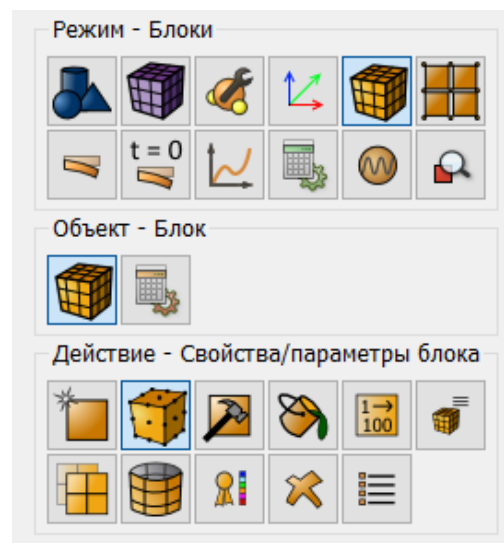 Режим - Блоки
t = 0
Объект - Блок
Действие - Свойства/параметры блока
1→
100